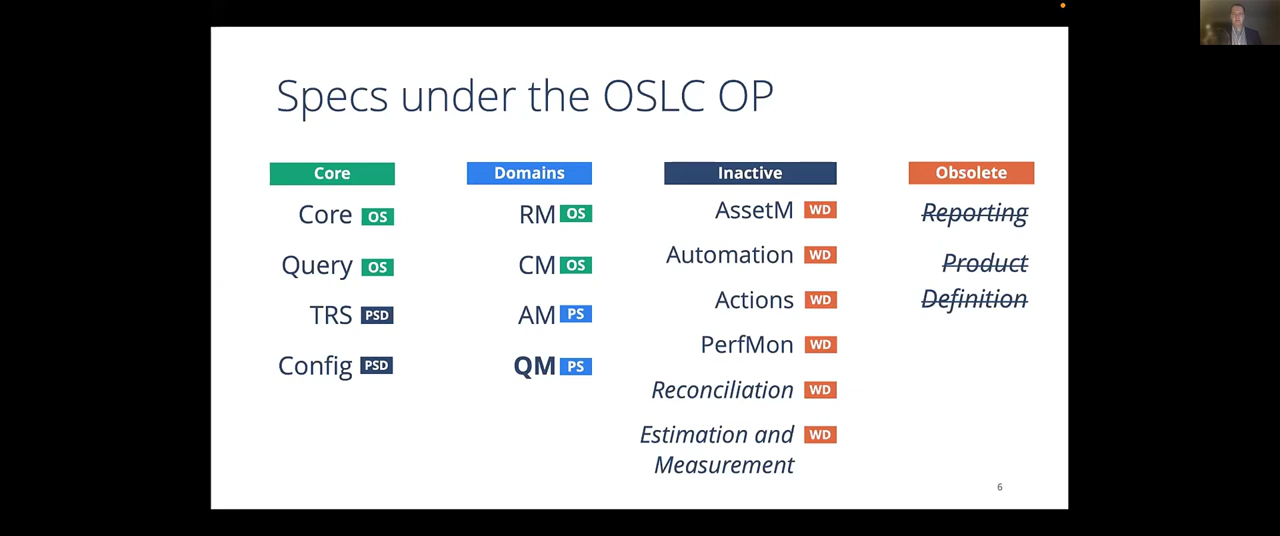 Specs under the OSLC OP
Core
Core OS
Query OS
TRS PSD
Config PSD
Domains
RM OS
CM OS
AM PS
QM PS
Inactive
AssetM WD
Automation WD
Actions WD
PerfMon WD
Reconciliation WD
Estimation and WD
Measurement
Obsolete
Reporting
Product
Definition
6